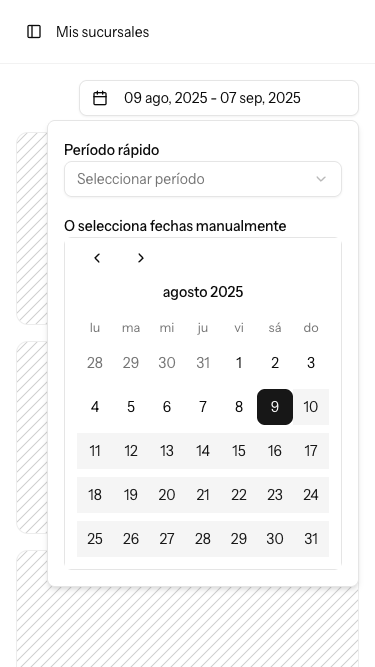 Mis sucursales
09 ago, 2025 - 07 sep, 2025
Período rápido
Seleccionar período
O selecciona fechas manualmente
agosto 2025
lu ma mi ju vi sá do
28 29 30 31 1 2 3
4 5 6 7 8 9 10
11 12 13 14 15 16 17
18 19 20 21 22 23 24
25 26 27 28 29 30 31